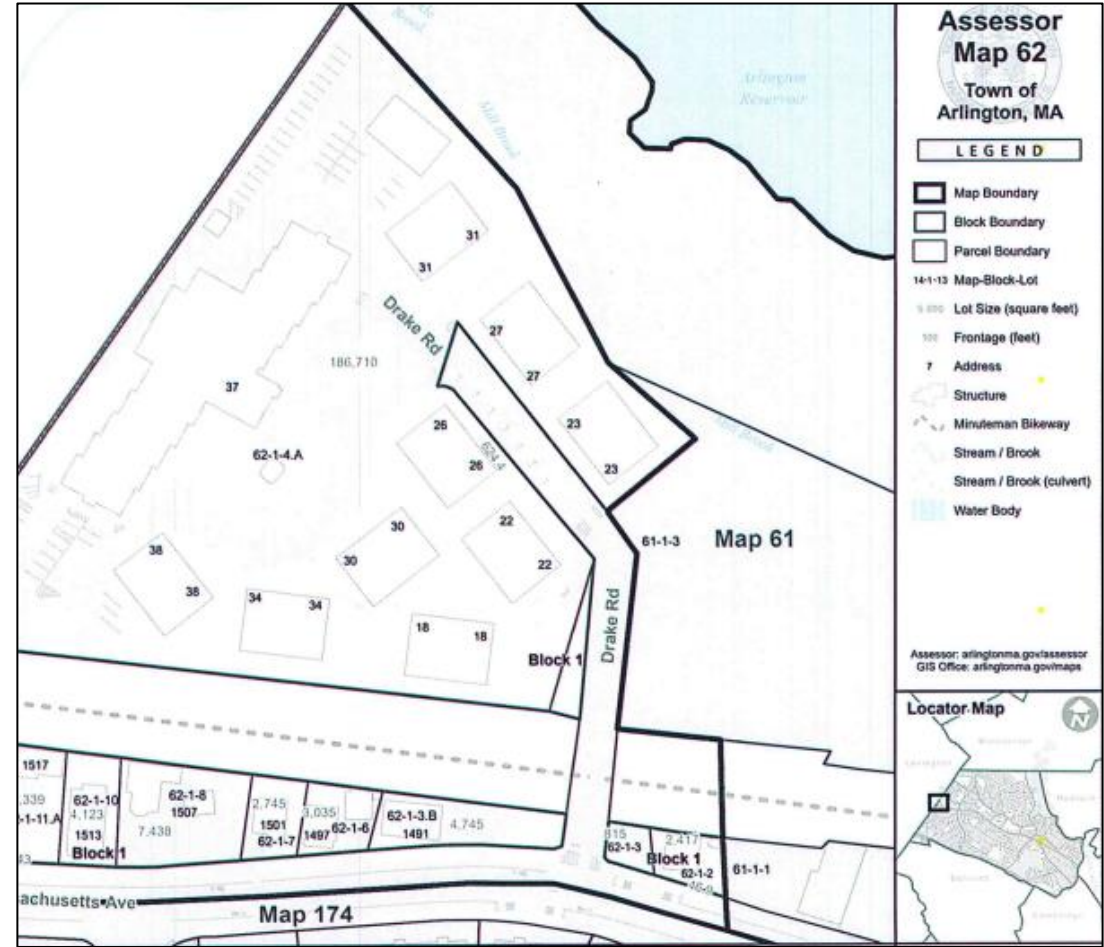 Assessor
Map 62
Town of
Arlington, MA
LEGEND
Map Boundary
Block Boundary
Parcel Boundary
14-1-13 Map-Block-Lot
Lot Size (square feet)
Frontage (feet)
7 Address
Structure
Minuteman Bikeway
Stream / Brook
Stream / Brook (culvert)
Water Body
Assessor: arlingtonma.gov/assessor
GIS Office: arlingtonma.gov/maps
Locator Map
N
Arlington
Reservoir
Brook
Mill Brook
31
31
Drake Rd
27
27
186,710
37
23
23
26
26
624.4
Mill Brook
62-1-4.A
22
22
30
30
61-1-3
Map 61
38
38
34
34
18
18
Drake Rd
Block 1
1517
62-1-10
4,123
1513
Block 1
62-1-8
1507
7,438
2,745
1501
62-1-7
3,035
1497
62-1-6
62-1-3.B
1491
4,745
62-1-3
2,417
Block 1
62-1-2
61-1-1
Map 174